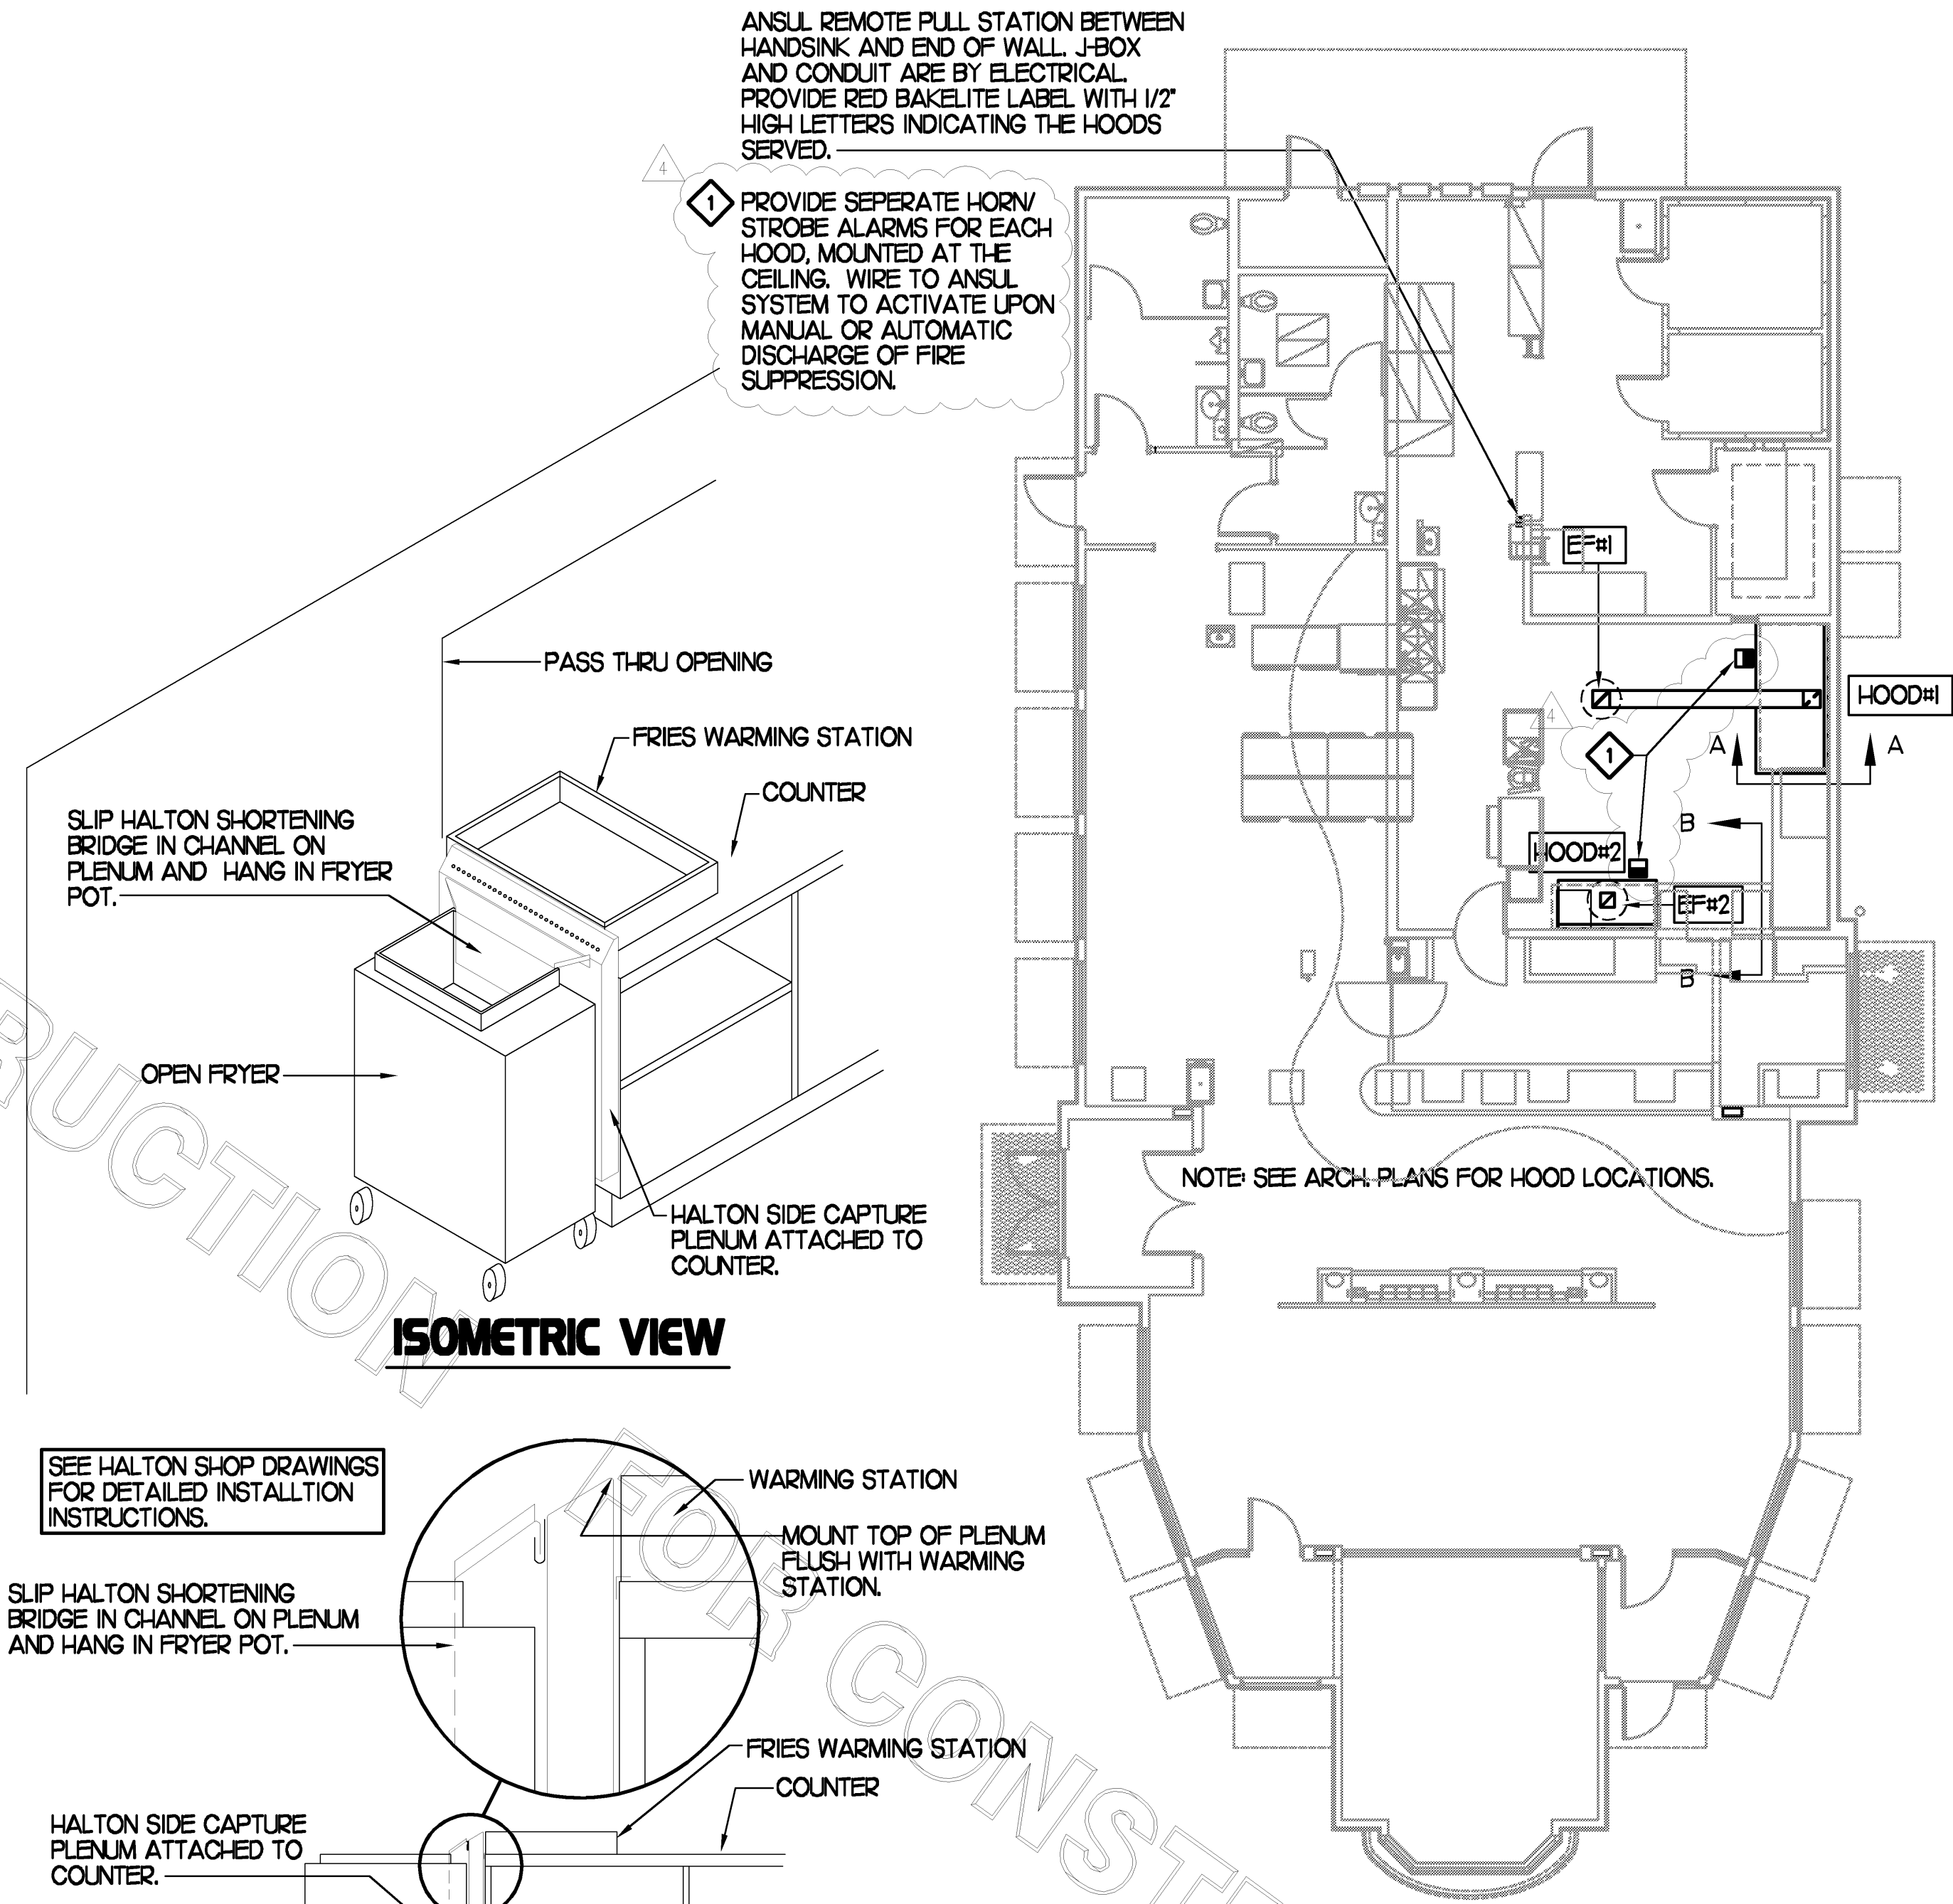 ANSUL REMOTE PULL STATION BETWEEN
HANDSINK AND END OF WALL. J-BOX
AND CONDUIT ARE BY ELECTRICAL.
PROVIDE RED BAKELITE LABEL WITH 1/2"
HIGH LETTERS INDICATING THE HOODS
SERVED.
4
1
PROVIDE SEPERATE HORN/
STROBE ALARMS FOR EACH
HOOD, MOUNTED AT THE
CEILING. WIRE TO ANSUL
SYSTEM TO ACTIVATE UPON
MANUAL OR AUTOMATIC
DISCHARGE OF FIRE
SUPPRESSION.
EF#1
HOOD#1
4
1
A
A
B
HOOD#2
EF#2
B
NOTE: SEE ARCH. PLANS FOR HOOD LOCATIONS.
PASS THRU OPENING
FRIES WARMING STATION
COUNTER
SLIP HALTON SHORTENING
BRIDGE IN CHANNEL ON
PLENUM AND HANG IN FRYER
POT.
OPEN FRYER
HALTON SIDE CAPTURE
PLENUM ATTACHED TO
COUNTER.
ISOMETRIC VIEW
SEE HALTON SHOP DRAWINGS
FOR DETAILED INSTALLTION
INSTRUCTIONS.
WARMING STATION
MOUNT TOP OF PLENUM
FLUSH WITH WARMING
STATION.
SLIP HALTON SHORTENING
BRIDGE IN CHANNEL ON PLENUM
AND HANG IN FRYER POT.
FRIES WARMING STATION
COUNTER
HALTON SIDE CAPTURE
PLENUM ATTACHED TO
COUNTER.
RUCTION
FOR CONST